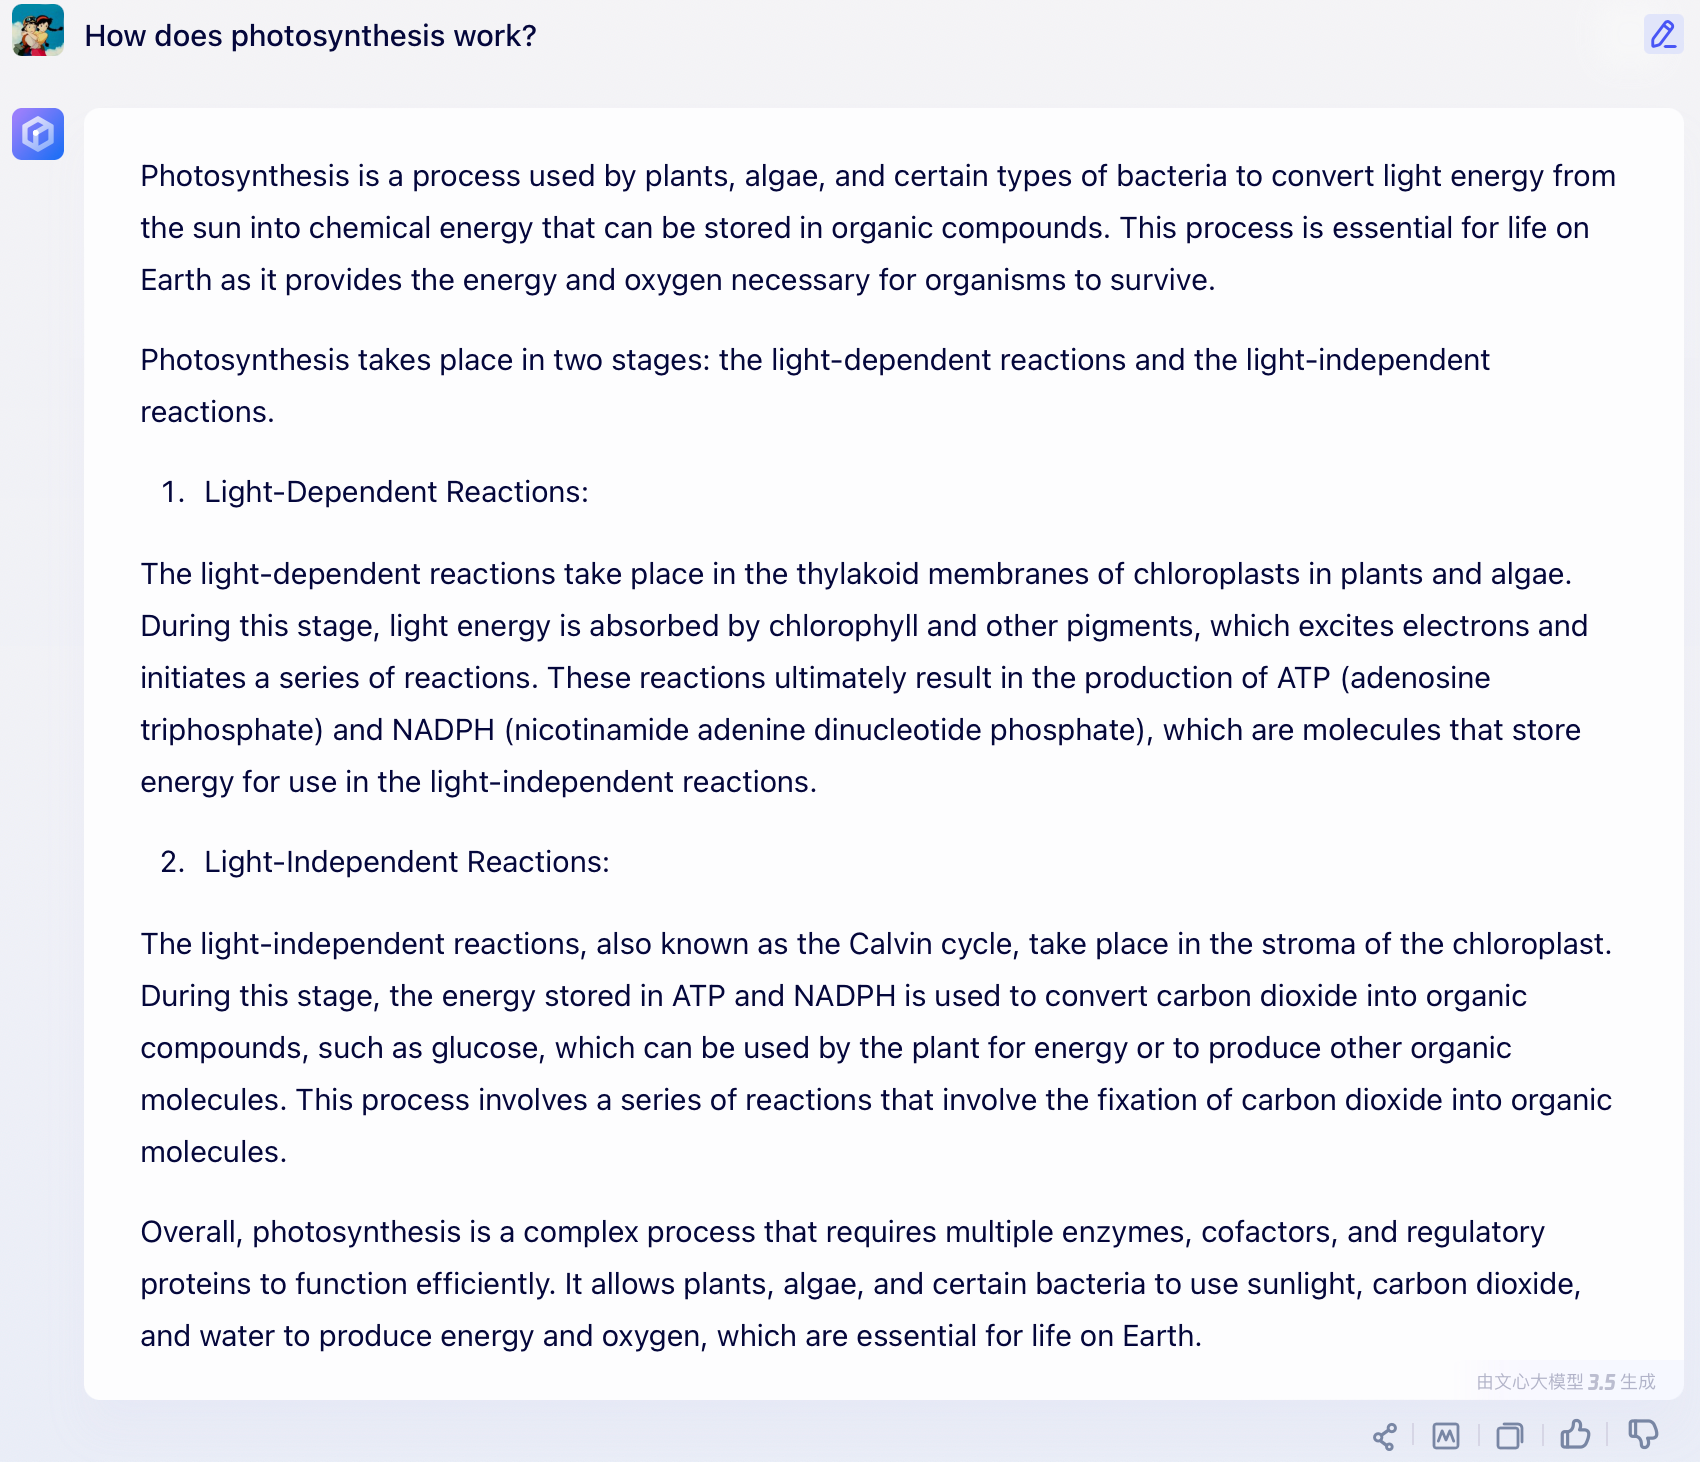 How does photosynthesis work?
Photosynthesis is a process used by plants, algae, and certain types of bacteria to convert light energy from
the sun into chemical energy that can be stored in organic compounds. This process is essential for life on
Earth as it provides the energy and oxygen necessary for organisms to survive.
Photosynthesis takes place in two stages: the light-dependent reactions and the light-independent
reactions.
1. Light-Dependent Reactions:
The light-dependent reactions take place in the thylakoid membranes of chloroplasts in plants and algae.
During this stage, light energy is absorbed by chlorophyll and other pigments, which excites electrons and
initiates a series of reactions. These reactions ultimately result in the production of ATP (adenosine
triphosphate) and NADPH (nicotinamide adenine dinucleotide phosphate), which are molecules that store
energy for use in the light-independent reactions.
2. Light-Independent Reactions:
The light-independent reactions, also known as the Calvin cycle, take place in the stroma of the chloroplast.
During this stage, the energy stored in ATP and NADPH is used to convert carbon dioxide into organic
compounds, such as glucose, which can be used by the plant for energy or to produce other organic
molecules. This process involves a series of reactions that involve the fixation of carbon dioxide into organic
molecules.
Overall, photosynthesis is a complex process that requires multiple enzymes, cofactors, and regulatory
proteins to function efficiently. It allows plants, algae, and certain bacteria to use sunlight, carbon dioxide,
and water to produce energy and oxygen, which are essential for life on Earth.
由文心大模型 3.5 生成